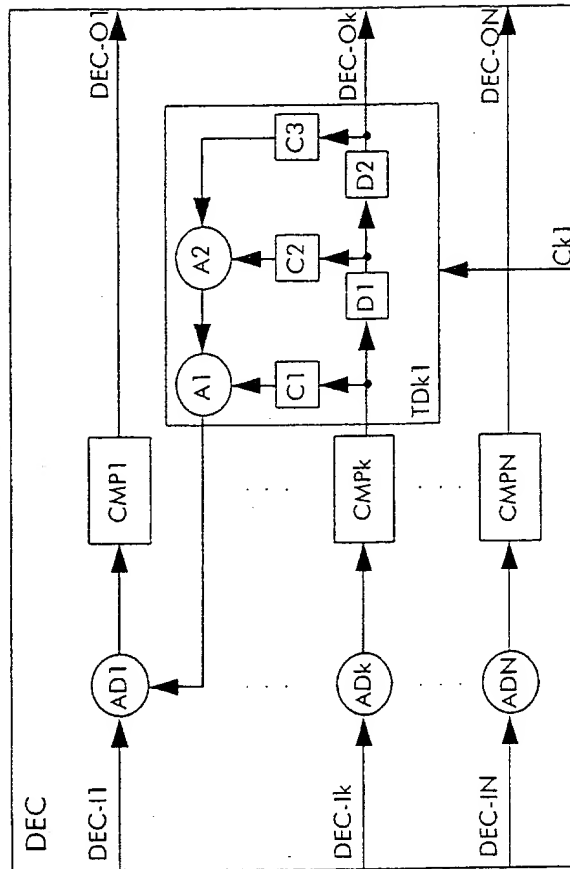 DEC
DEC-I1
AD1
CMP1
DEC-O1
A1
A2
C1
C2
C3
DEC-Ik
ADk
CMPk
D1
D2
DEC-Ok
TDk1
DEC-IN
ADN
CMPN
DEC-ON
Ck1